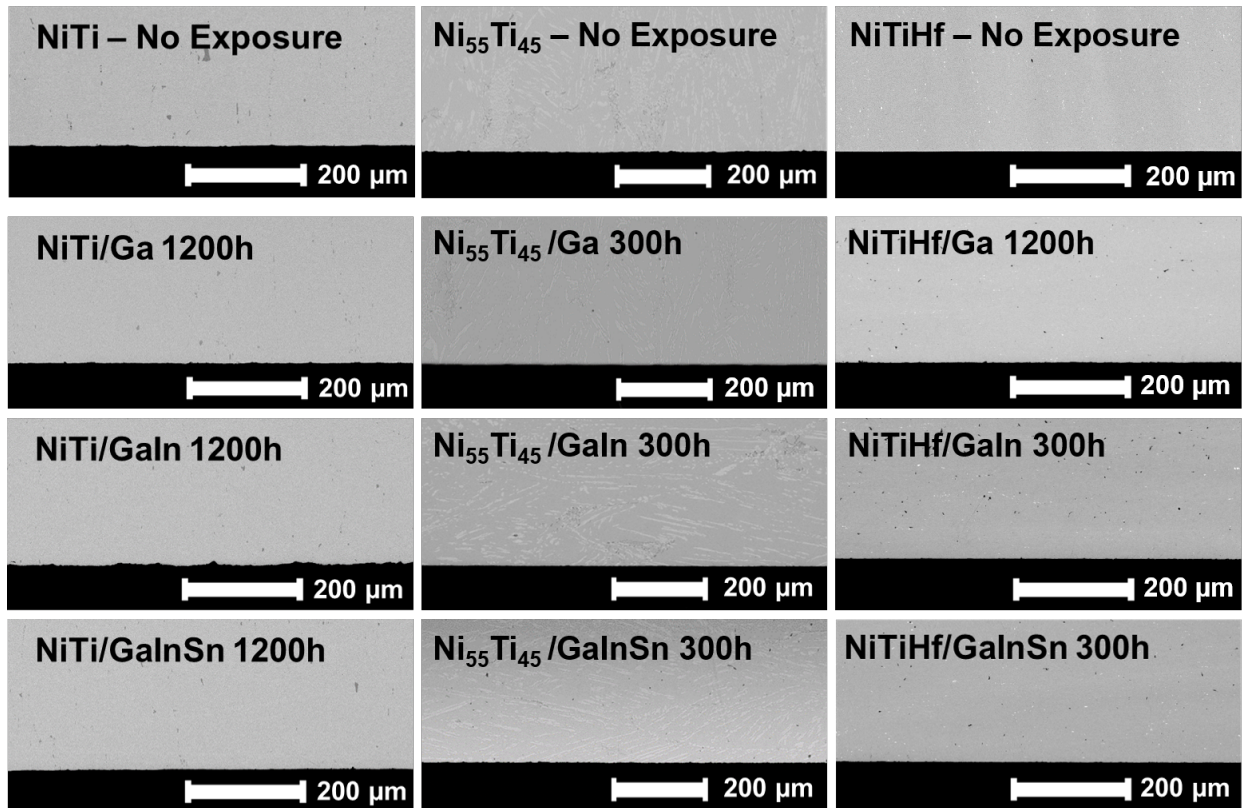 NiTi – No Exposure
200 µm
Ni₅₅Ti₄₅ – No Exposure
200 µm
NiTiHf – No Exposure
200 µm
NiTi/Ga 1200h
200 µm
Ni₅₅Ti₄₅ /Ga 300h
200 µm
NiTiHf/Ga 1200h
200 µm
NiTi/GaIn 1200h
200 µm
Ni₅₅Ti₄₅ /GaIn 300h
200 µm
NiTiHf/GaIn 300h
200 µm
NiTi/GaInSn 1200h
200 µm
Ni₅₅Ti₄₅ /GaInSn 300h
200 µm
NiTiHf/GaInSn 300h
200 µm